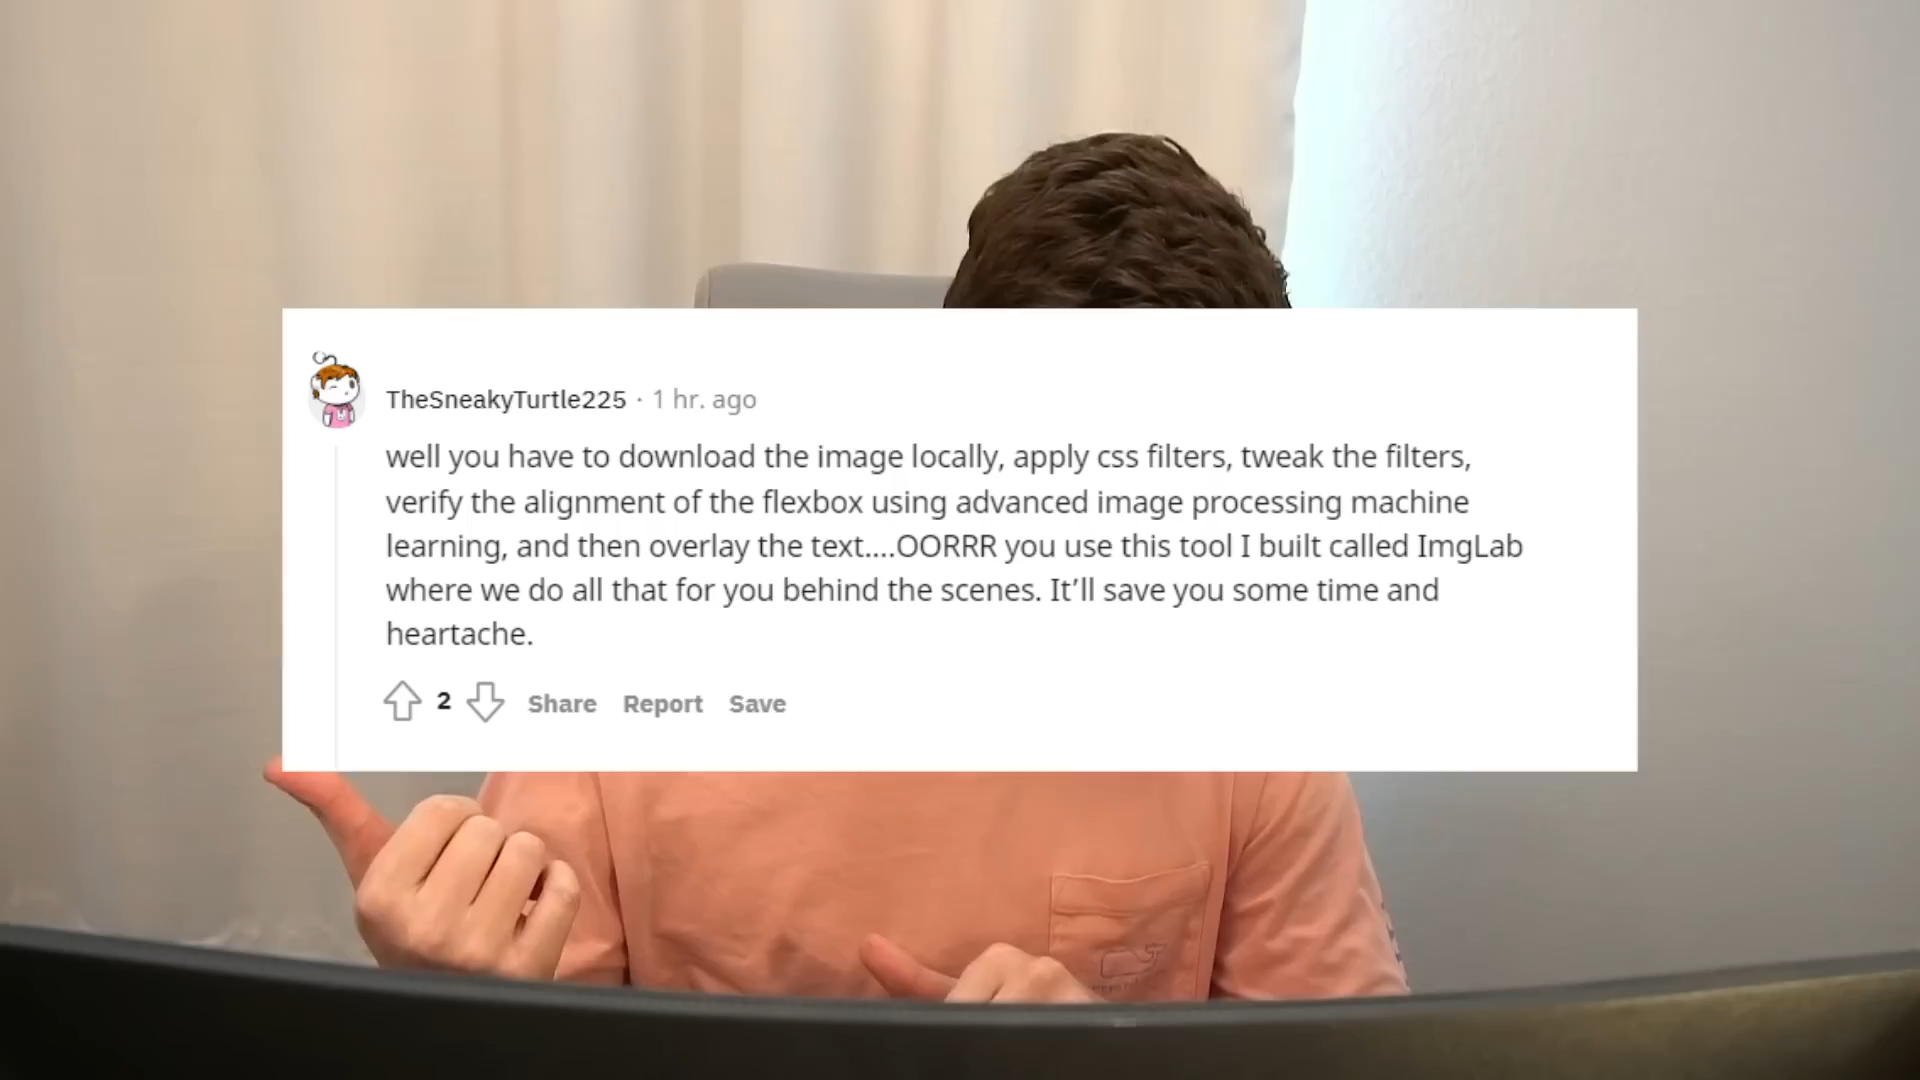 TheSneakyTurtle225 · 1 hr. ago
well you have to download the image locally, apply css filters, tweak the filters,
verify the alignment of the flexbox using advanced image processing machine
learning, and then overlay the text....OORRR you use this tool I built called ImgLab
where we do all that for you behind the scenes. It’ll save you some time and
heartache.
2 Share Report Save